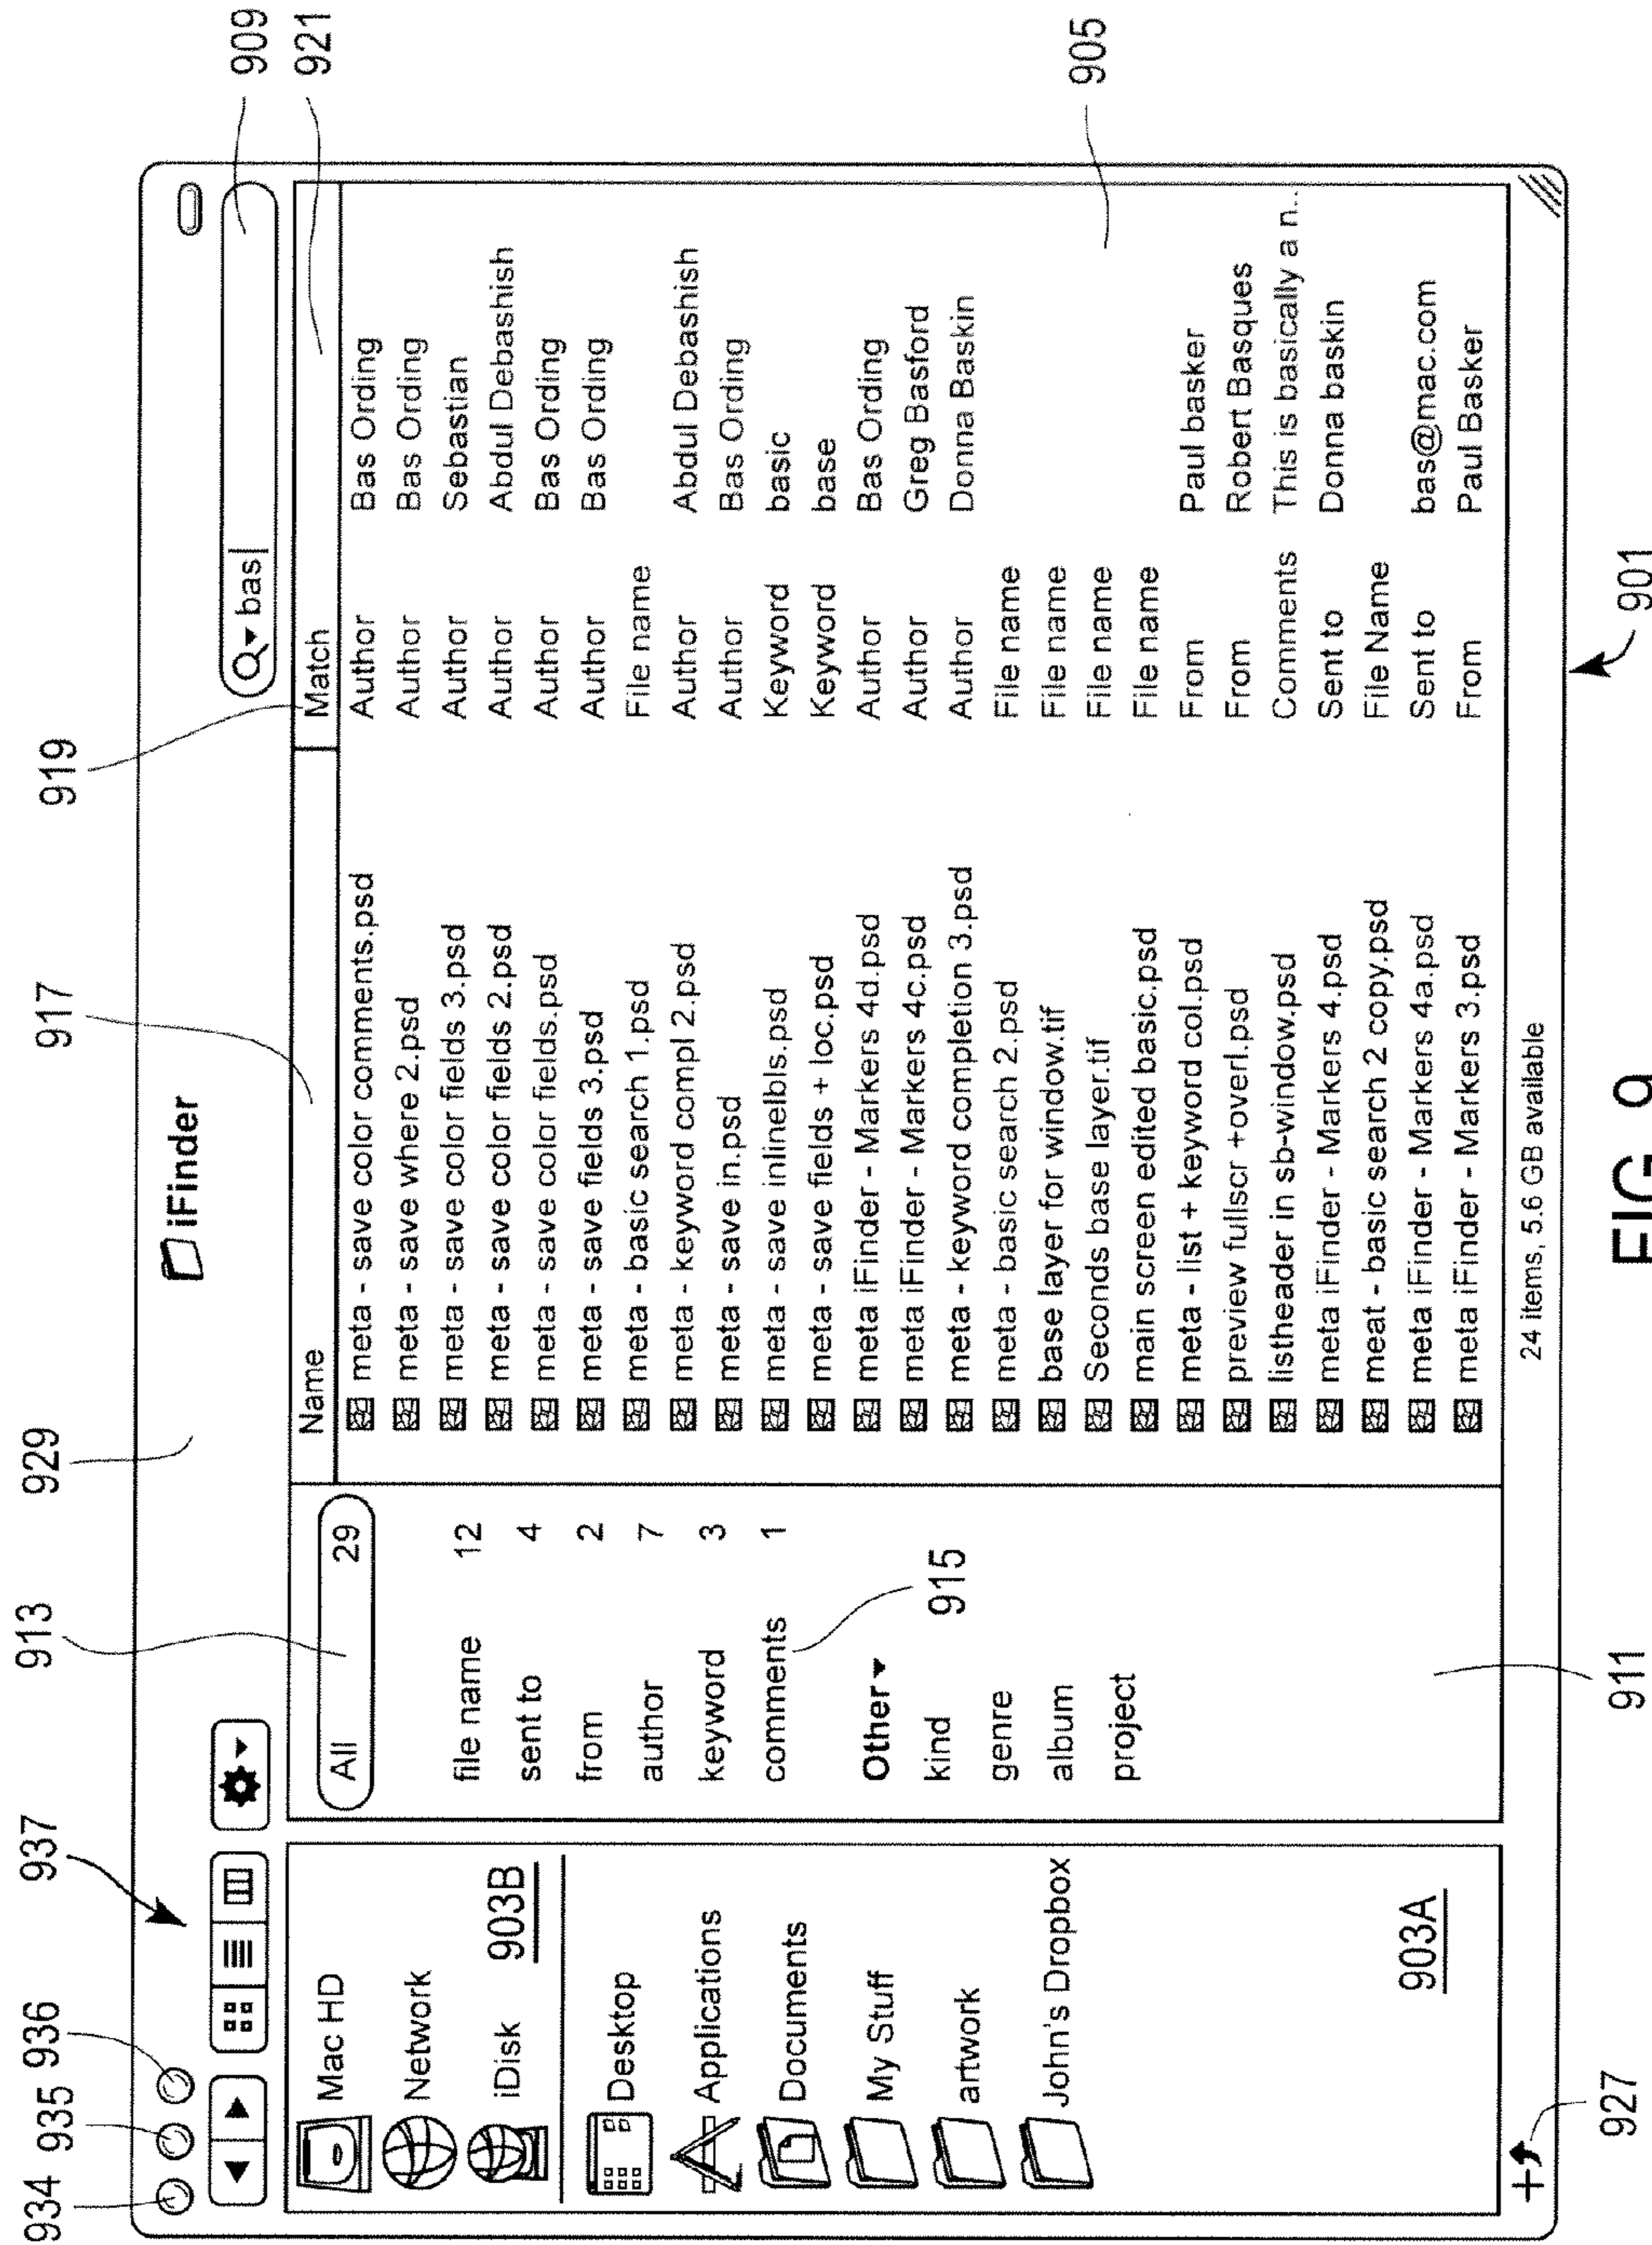 934 935 936 937 913 929 917 919 909
921
iFinder
bas
Mac HD
Network
iDisk
903B
Desktop
Applications
Documents
My Stuff
artwork
John's Dropbox
903A
All 29
file name 12
sent to 4
from 2
author 7
keyword 3
comments 1
915
Other
kind
genre
album
project
Name Match
meta - save color comments.psd Author Bas Ording
meta - save where 2.psd Author Bas Ording
meta - save color fields 3.psd Author Sebastian
meta - save color fields 2.psd Author Abdul Debashish
meta - save color fields.psd Author Bas Ording
meta - save fields 3.psd Author Bas Ording
meta - basic search 1.psd File name
meta - keyword compl 2.psd Author Abdul Debashish
meta - save in.psd Author Bas Ording
meta - save inlinelbls.psd Keyword basic
meta - save fields + loc.psd Keyword base
meta iFinder - Markers 4d.psd Author Bas Ording
meta iFinder - Markers 4c.psd Author Greg Basford
meta - keyword completion 3.psd Author Donna Baskin
meta - basic search 2.psd File name
base layer for window.tif File name
Seconds base layer.tif File name
main screen edited basic.psd File name
meta - list + keyword col.psd From Paul basker
preview fullscr +overl.psd From Robert Basques
listheader in sb-window.psd Comments This is basically a n..
meta iFinder - Markers 4.psd Sent to Donna baskin
meat - basic search 2 copy.psd File Name
meta iFinder - Markers 4a.psd Sent to bas@mac.com
meta iFinder - Markers 3.psd From Paul Basker
905
24 items, 5.6 GB available
927 911 901
FIG. 9